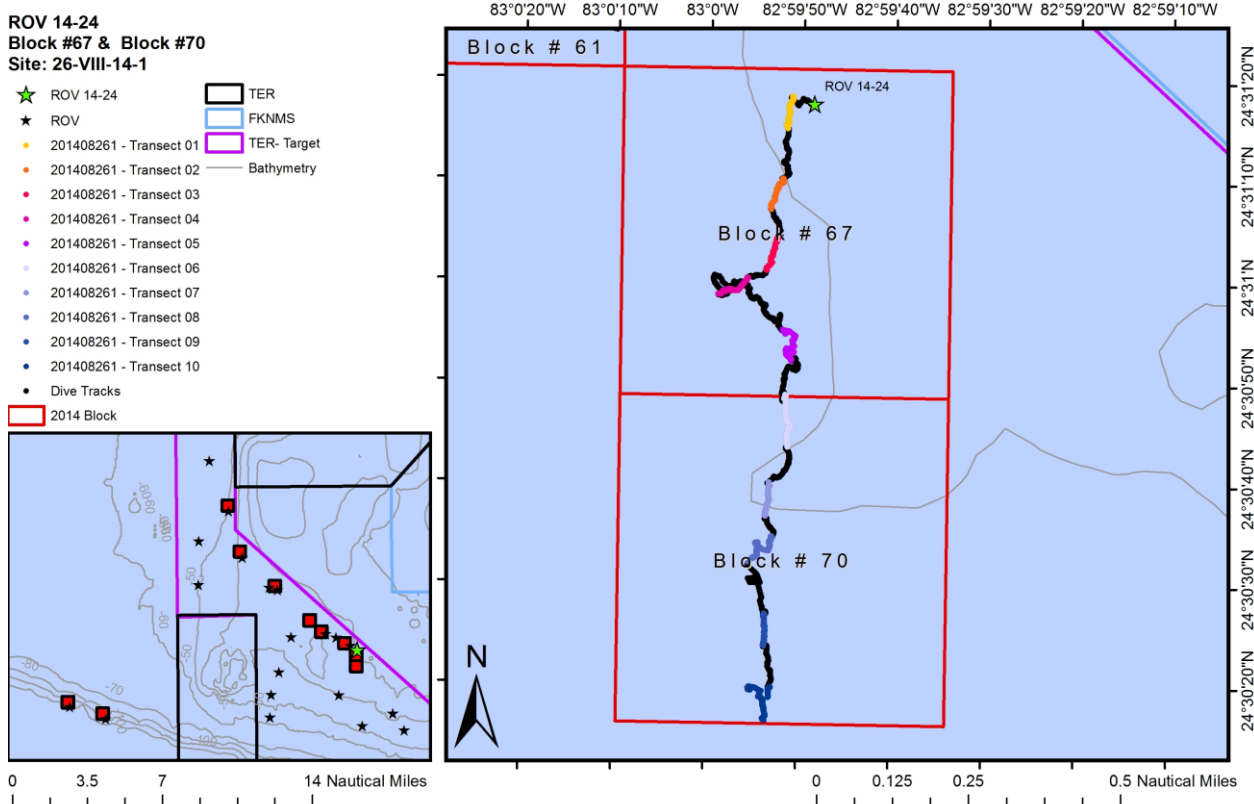 ROV 14-24
Block #67 & Block #70
Site: 26-VIII-14-1
ROV 14-24
ROV
201408261 - Transect 01
201408261 - Transect 02
201408261 - Transect 03
201408261 - Transect 04
201408261 - Transect 05
201408261 - Transect 06
201408261 - Transect 07
201408261 - Transect 08
201408261 - Transect 09
201408261 - Transect 10
Dive Tracks
2014 Block
TER
FKNMS
TER- Target
Bathymetry
83°0'20"W 83°0'10"W 83°0'0"W 82°59'50"W 82°59'40"W 82°59'30"W 82°59'20"W 82°59'10"W
Block # 61
ROV 14-24
Block # 67
Block # 70
N
24°31'20"N
24°31'10"N
24°31'N
24°30'50"N
24°30'40"N
24°30'30"N
24°30'20"N
-50
-60
-50
-80
-70
-100
0 3.5 7 14 Nautical Miles
0 0.125 0.25 0.5 Nautical Miles